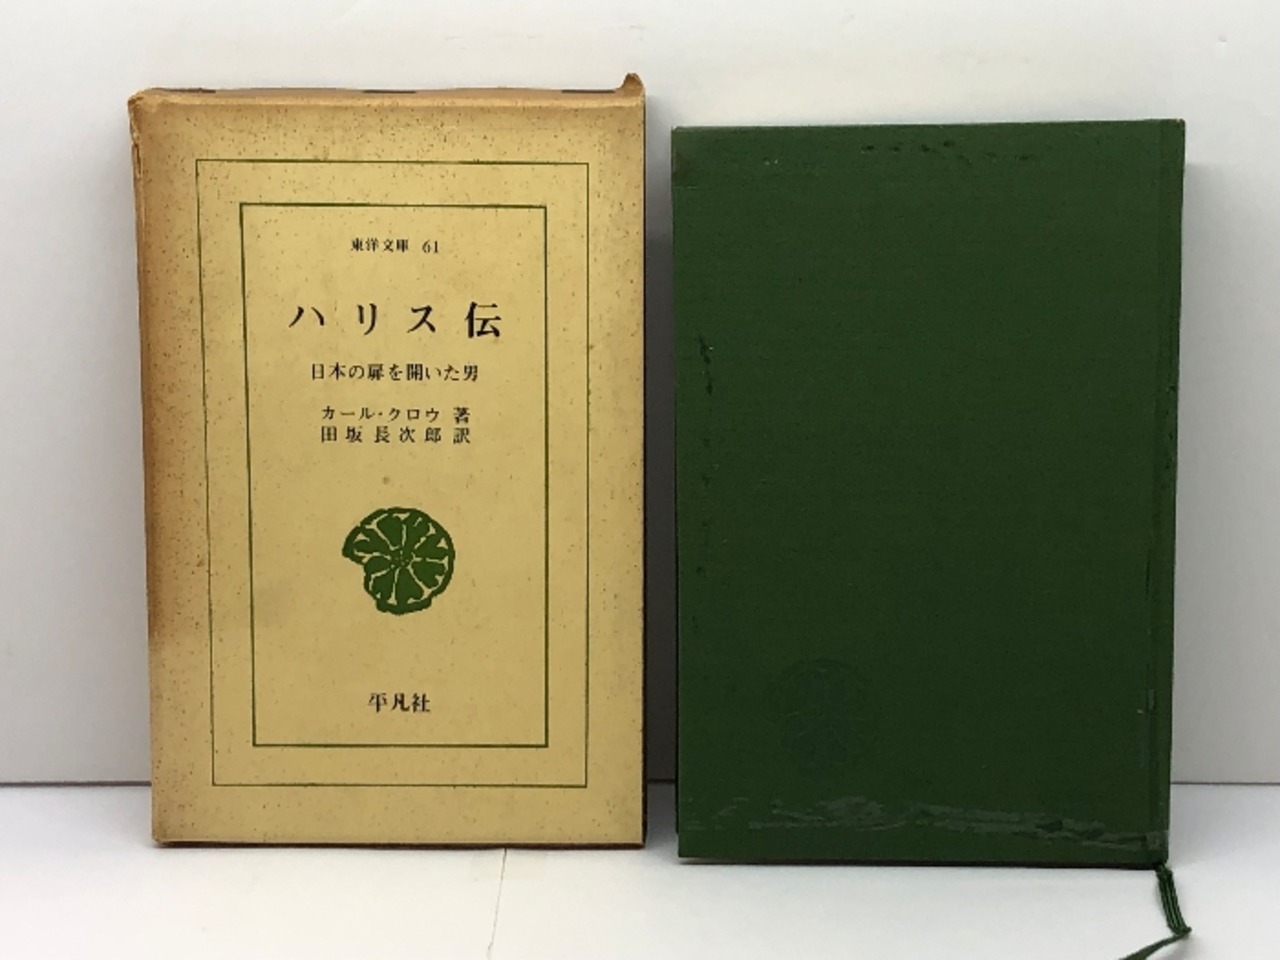 東洋文庫 61
ハリス伝
日本の扉を開いた男
カール・クロウ 著
田坂長次郎 訳
平凡社